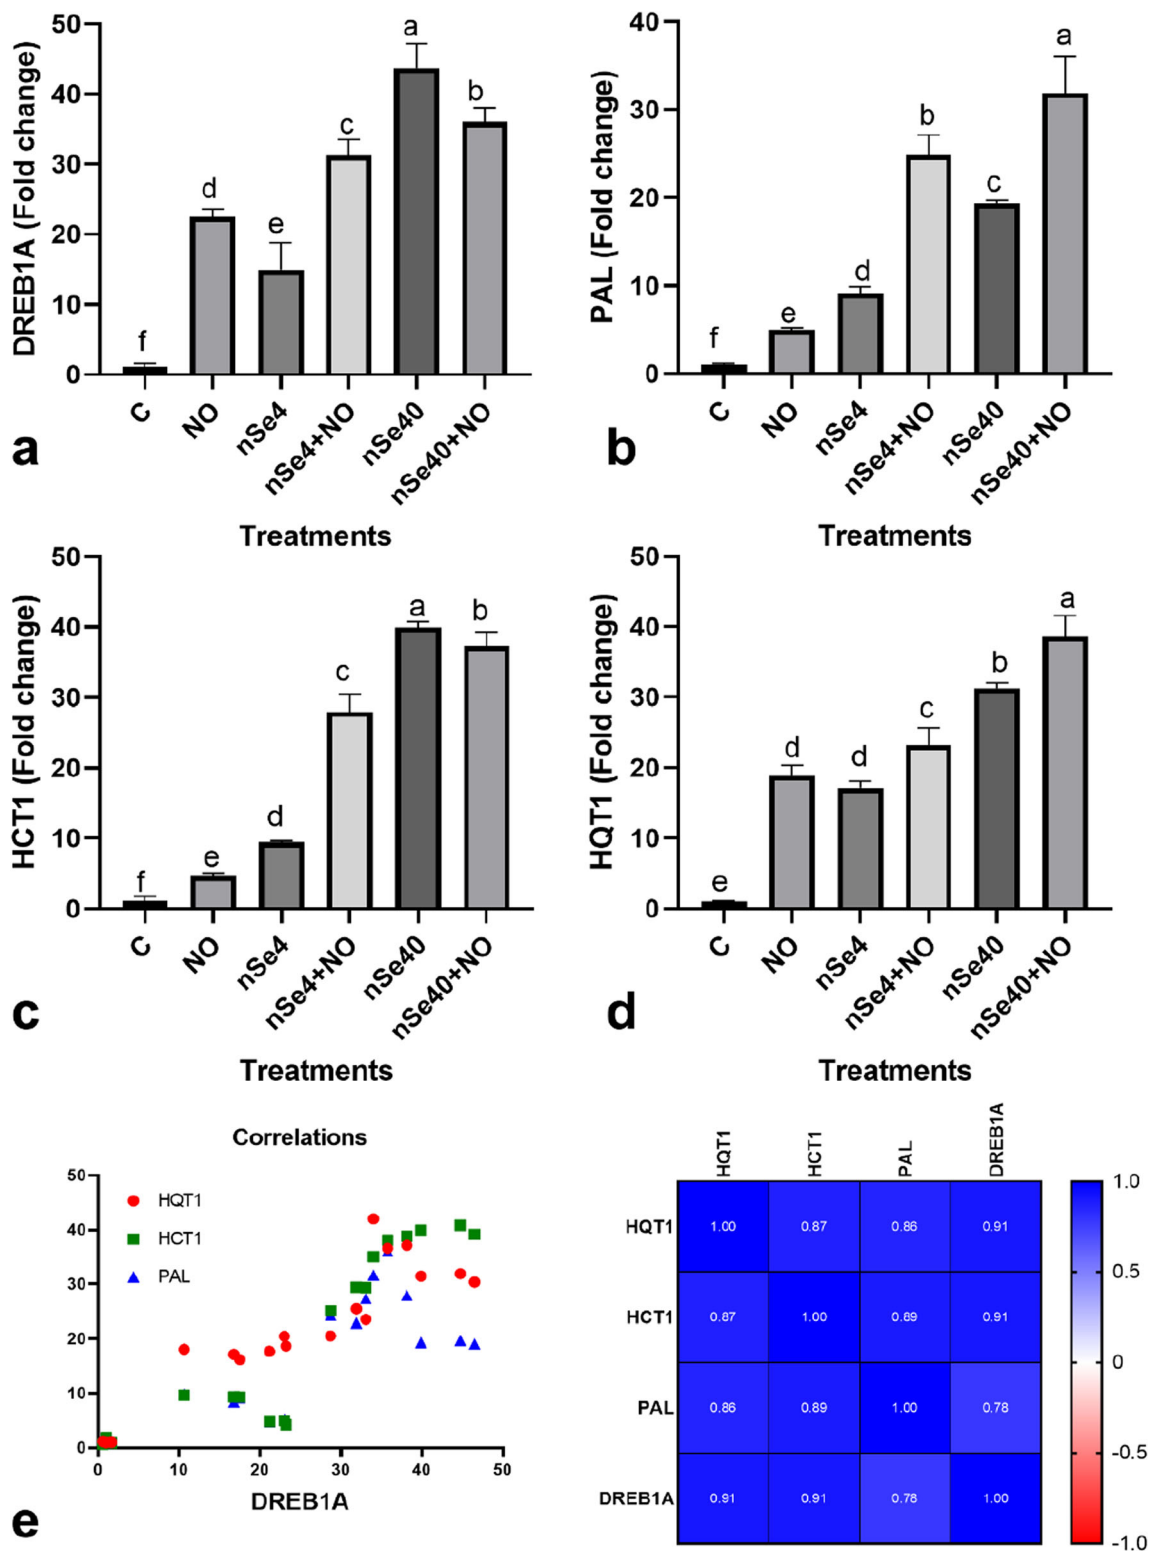 DREB1A (Fold change)
50
40
30
20
10
0
f
d
e
c
a
b
C
NO
nSe4
nSe4+NO
nSe40
nSe40+NO
Treatments
a
PAL (Fold change)
40
30
20
10
0
f
e
d
b
c
a
C
NO
nSe4
nSe4+NO
nSe40
nSe40+NO
Treatments
b
HCT1 (Fold change)
50
40
30
20
10
0
f
e
d
c
a
b
C
NO
nSe4
nSe4+NO
nSe40
nSe40+NO
Treatments
c
HQT1 (Fold change)
50
40
30
20
10
0
e
d
d
c
b
a
C
NO
nSe4
nSe4+NO
nSe40
nSe40+NO
Treatments
d
Correlations
50
40
30
20
10
0
HQT1
HCT1
PAL
0 10 20 30 40 50
DREB1A
e
HQT1 HCT1 PAL DREB1A
HQT1 1.00 0.87 0.86 0.91
HCT1 0.87 1.00 0.89 0.91
PAL 0.86 0.89 1.00 0.78
DREB1A 0.91 0.91 0.78 1.00
1.0
0.5
0
-0.5
-1.0